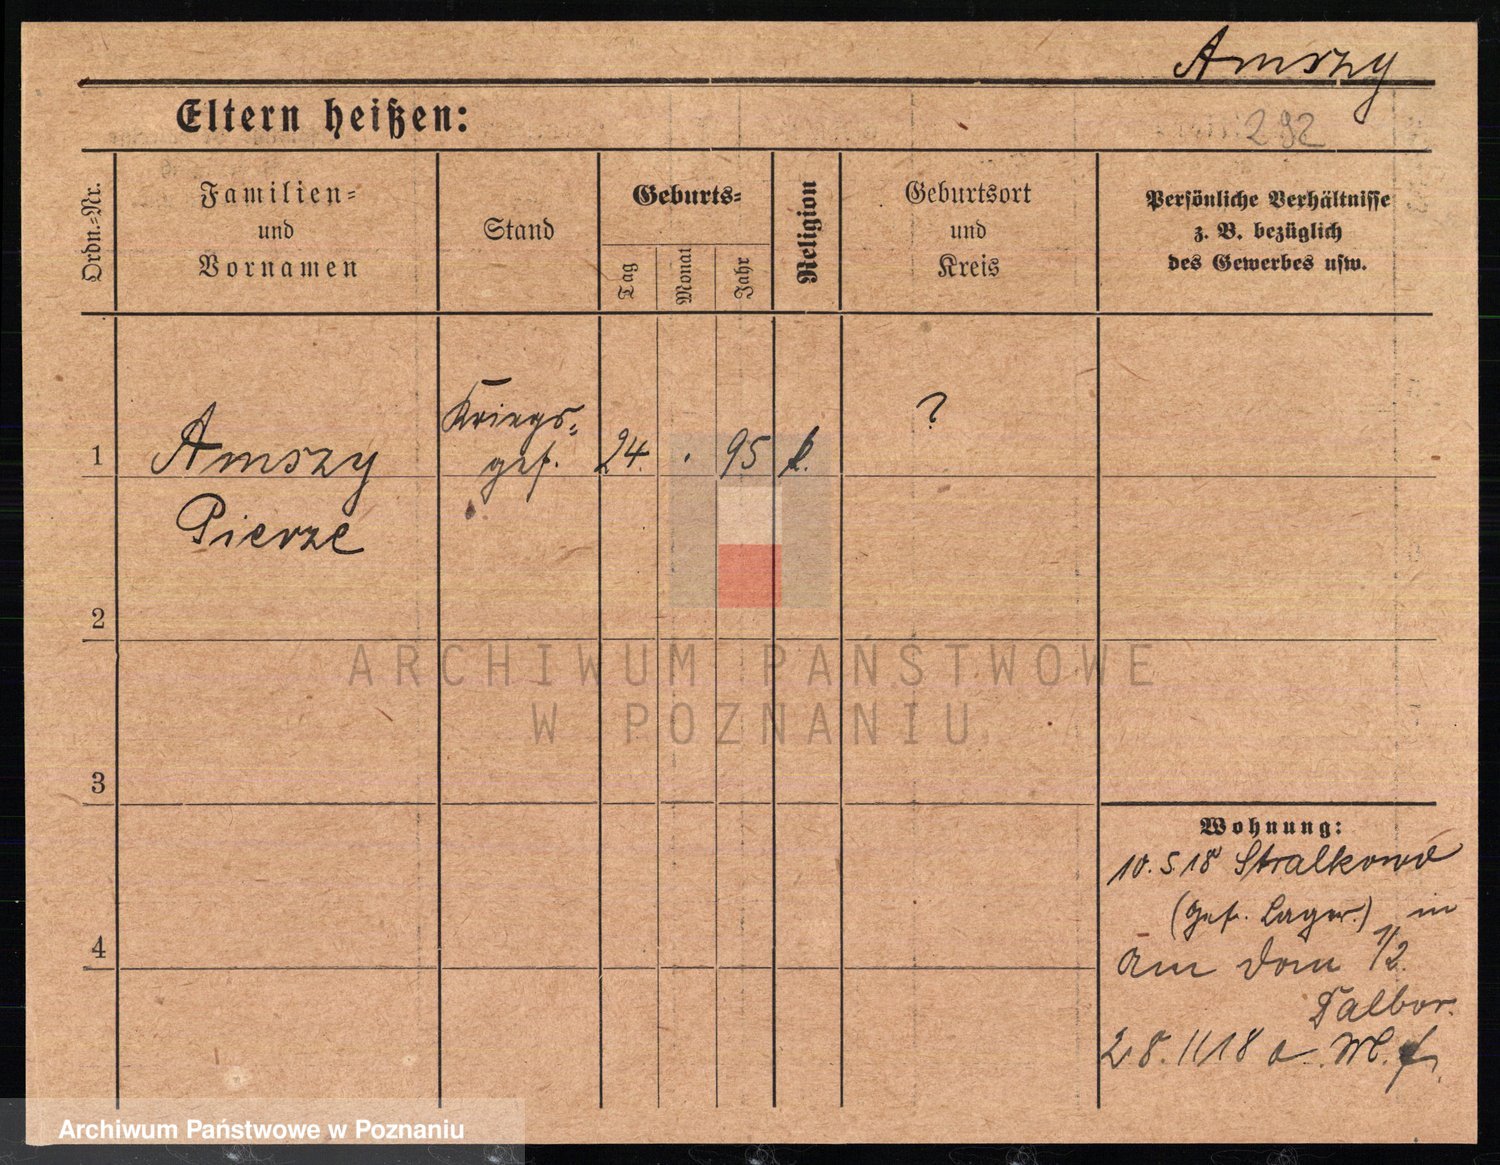 Amszy
Eltern heißen:
292
Ordn.-Nr.
Familien-
und
Vornamen
Stand
Geburts-
Tag
Monat
Jahr
Religion
Geburtsort
und
Kreis
Persönliche Verhältnisse
z. B. bezüglich
des Gewerbes usw.
1
Amszy
Pierze
Kriegs-
gef.
24.
95
k.
?
2
3
4
ARCHIWUM PAŃSTWOWE
W POZNANIU
Wohnung:
10.5.18 Stralkowo
(Gef. Lager.) in
Am Dom 1/2
Talbor.
28.11 18 a. M.
Archiwum Państwowe w Poznaniu